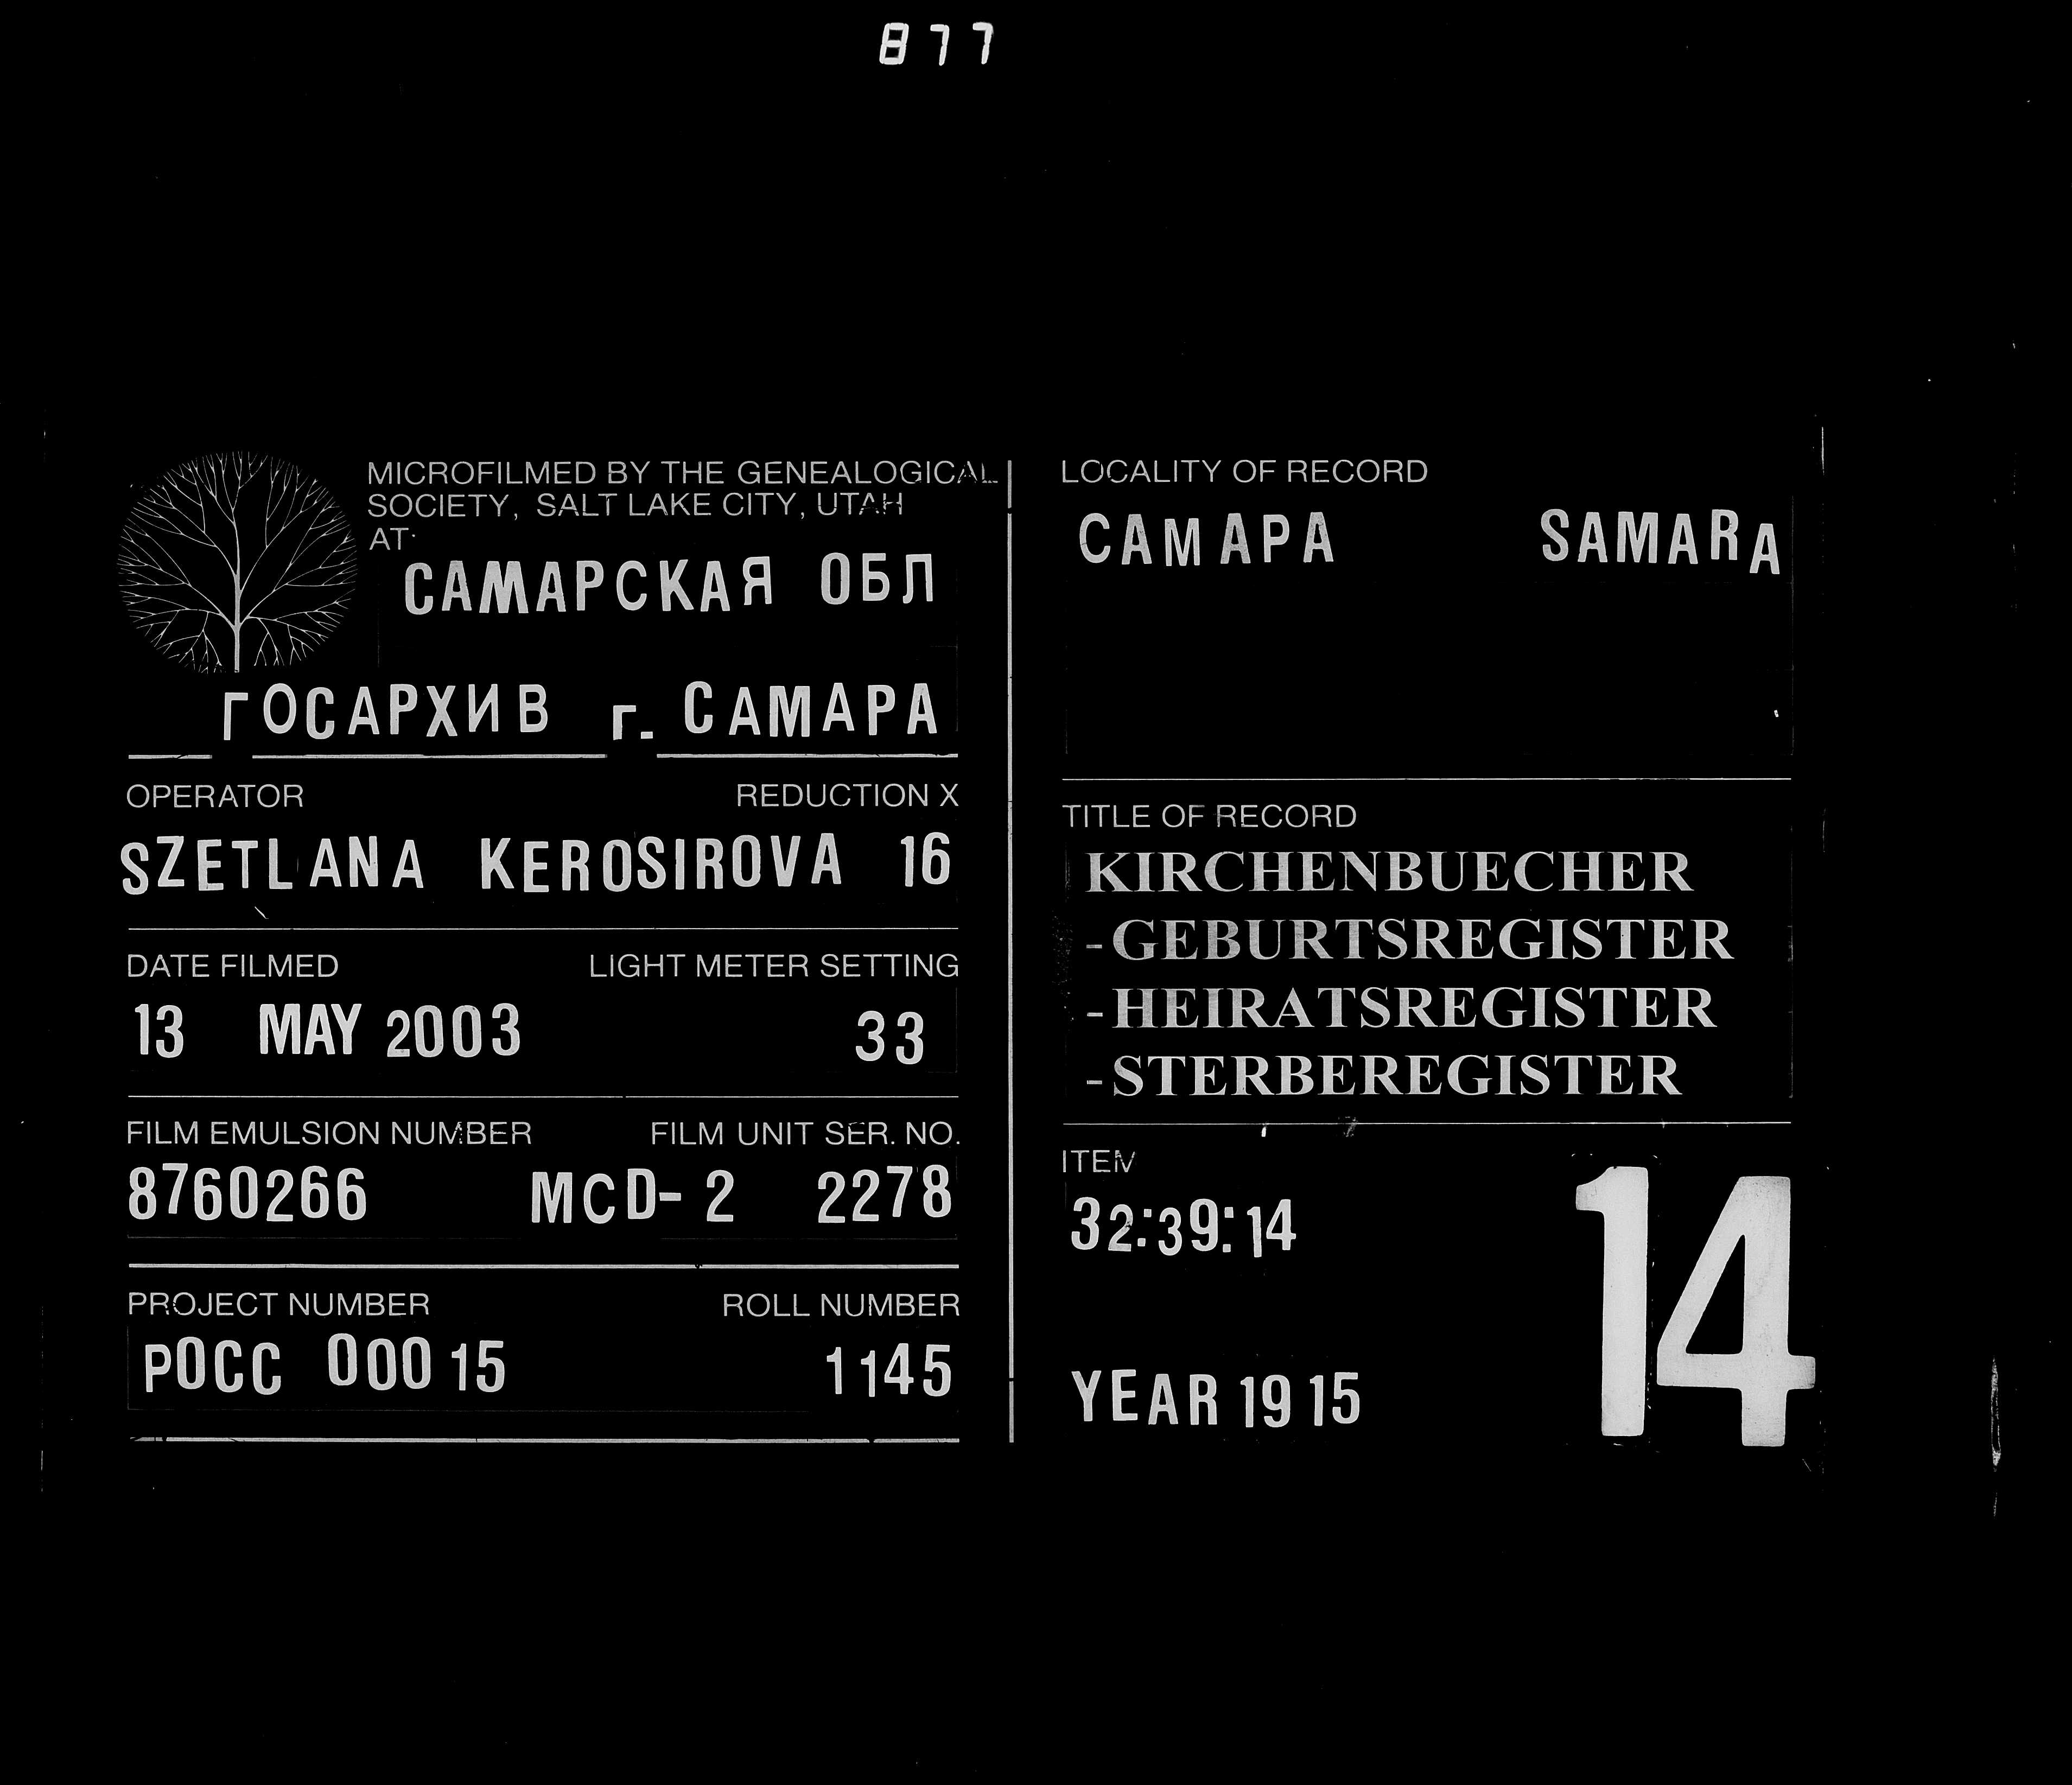 877
MICROFILMED BY THE GENEALOGICAL
SOCIETY, SALT LAKE CITY, UTAH
AT:
САМАРСКАЯ ОБЛ
ГОСАРХИВ г. САМАРА
OPERATOR REDUCTION X
SZETLANA KEROSIROVA 16
DATE FILMED LIGHT METER SETTING
13 MAY 2003 33
FILM EMULSION NUMBER FILM UNIT SER. NO.
8760266 MCD-2 2278
PROJECT NUMBER ROLL NUMBER
РОСС 00015 1145
LOCALITY OF RECORD
САМАРА SAMARA
TITLE OF RECORD
KIRCHENBUECHER
-GEBURTSREGISTER
-HEIRATSREGISTER
-STERBEREGISTER
ITEM
32:39:14
14
YEAR 1915